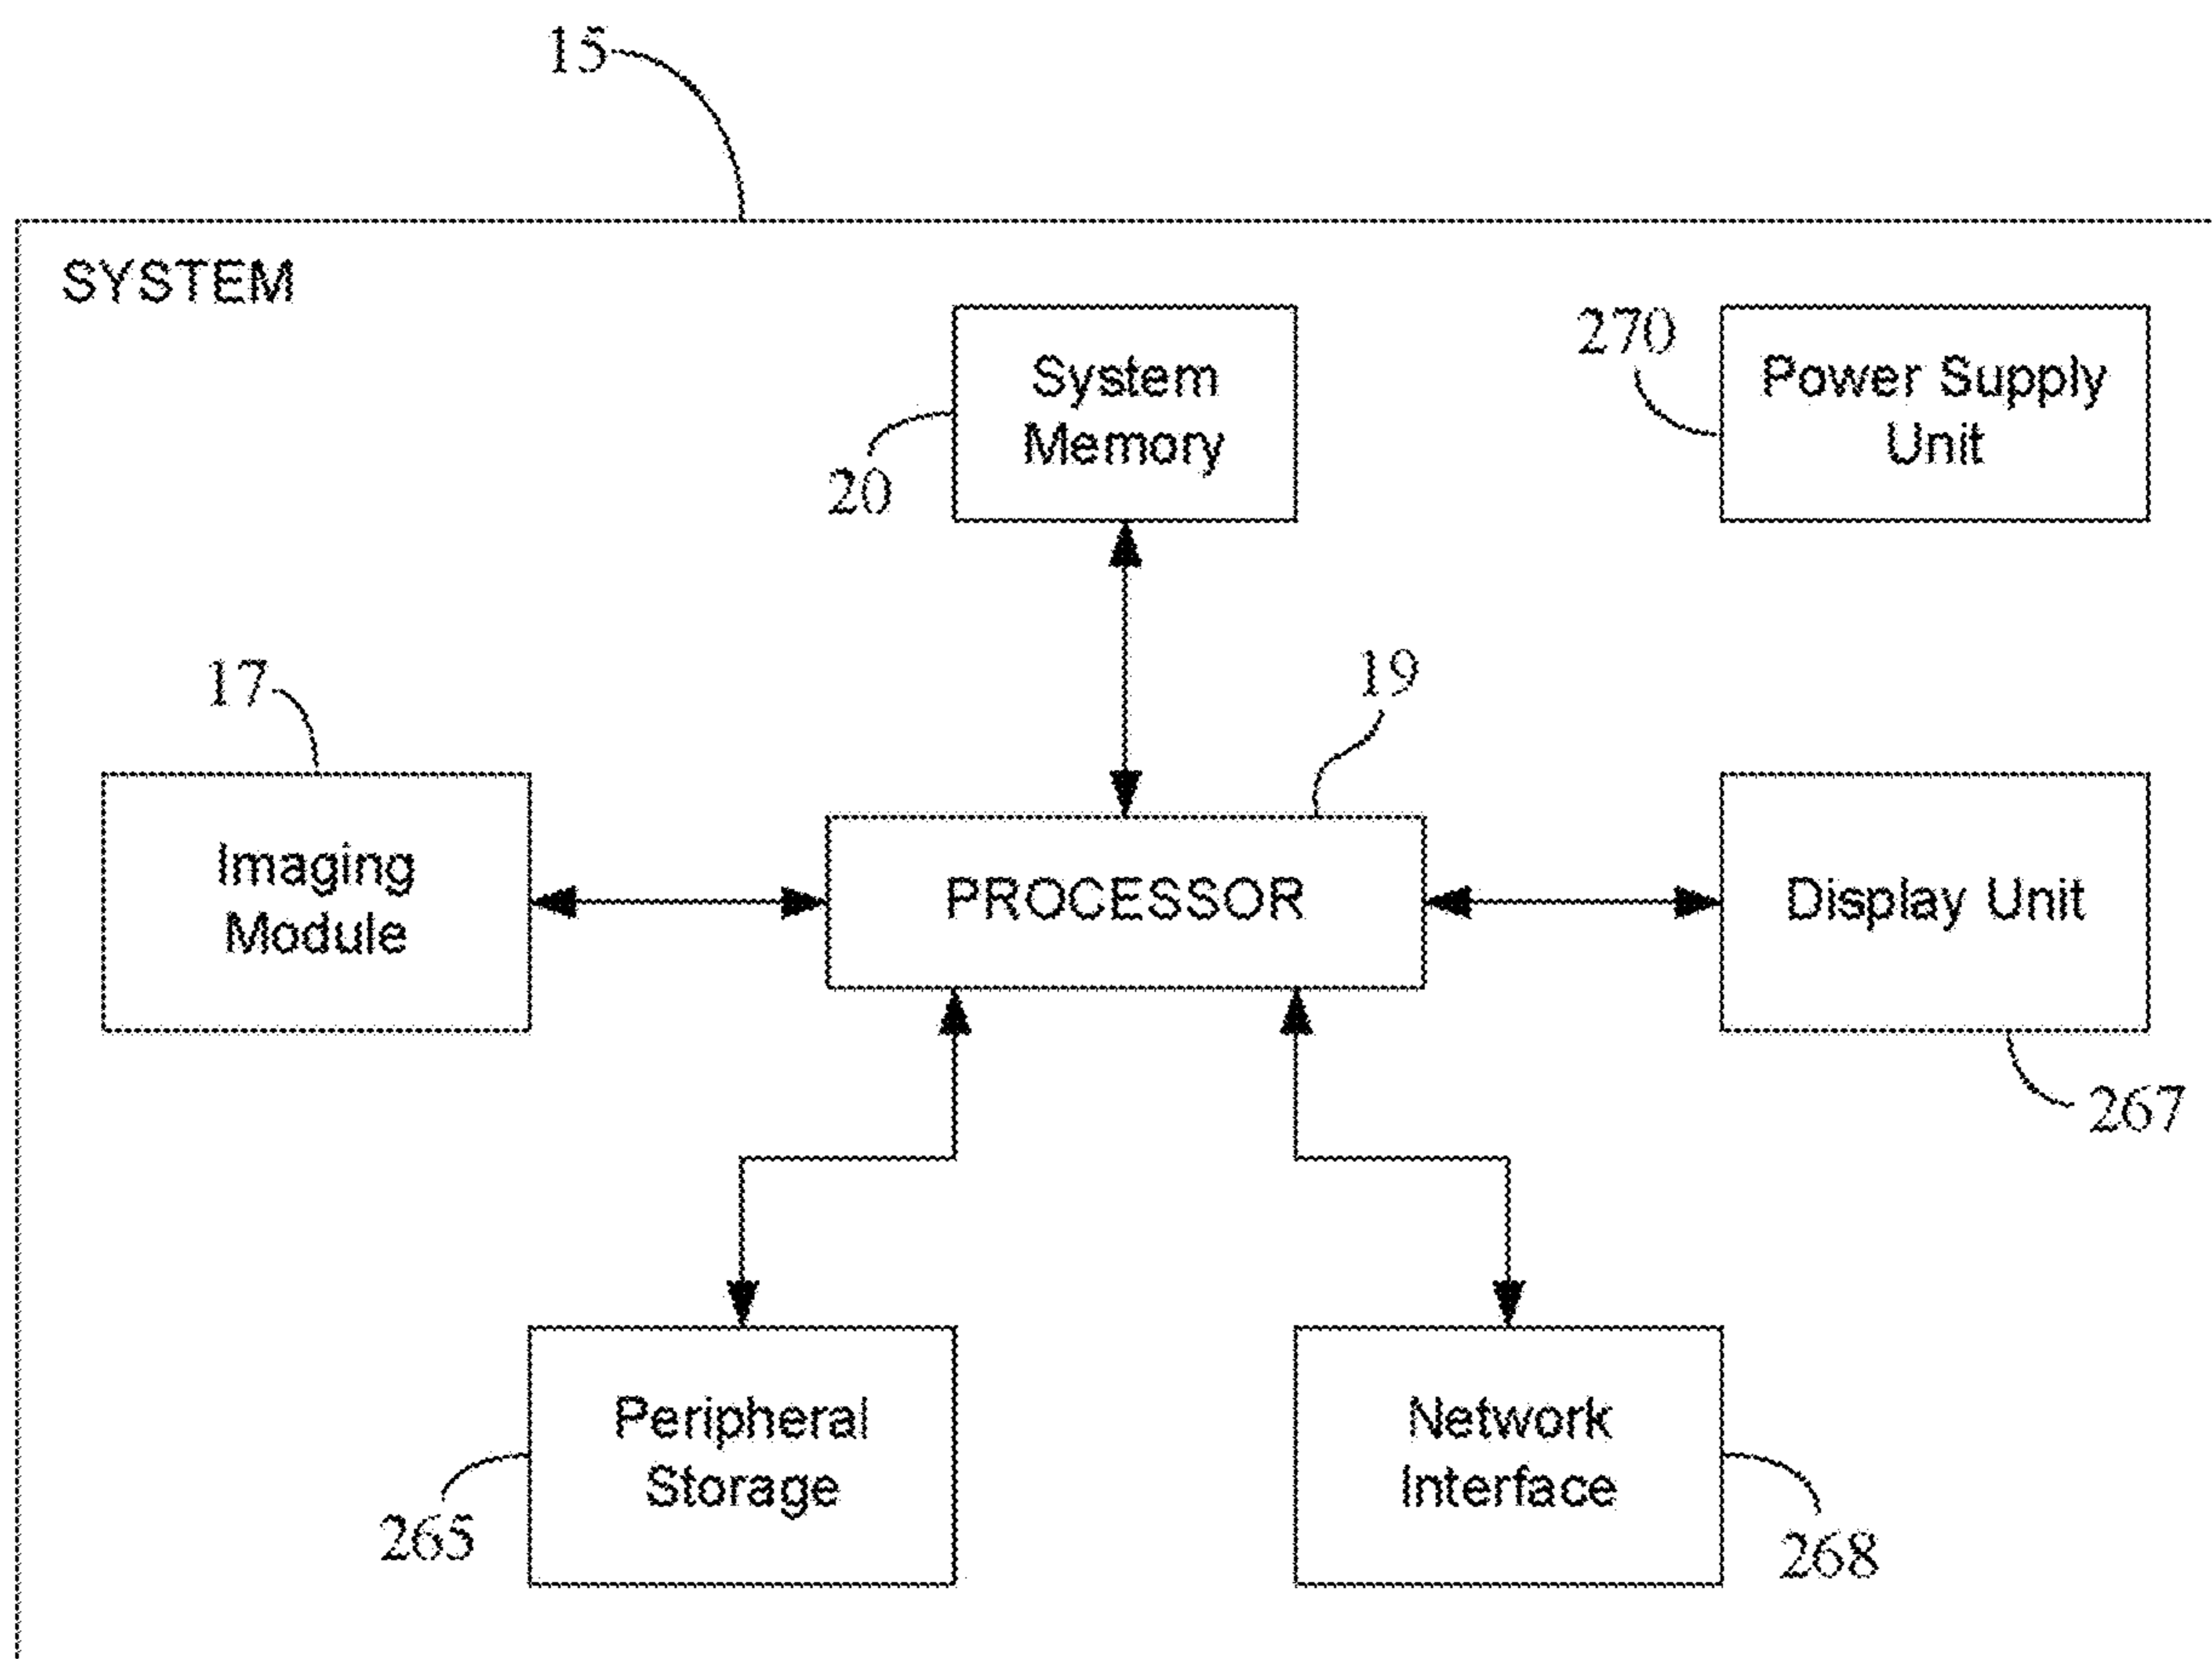 15
SYSTEM
System
Memory
20
270
Power Supply
Unit
17
19
Imaging
Module
PROCESSOR
Display Unit
267
Peripheral
Storage
265
Network
Interface
268